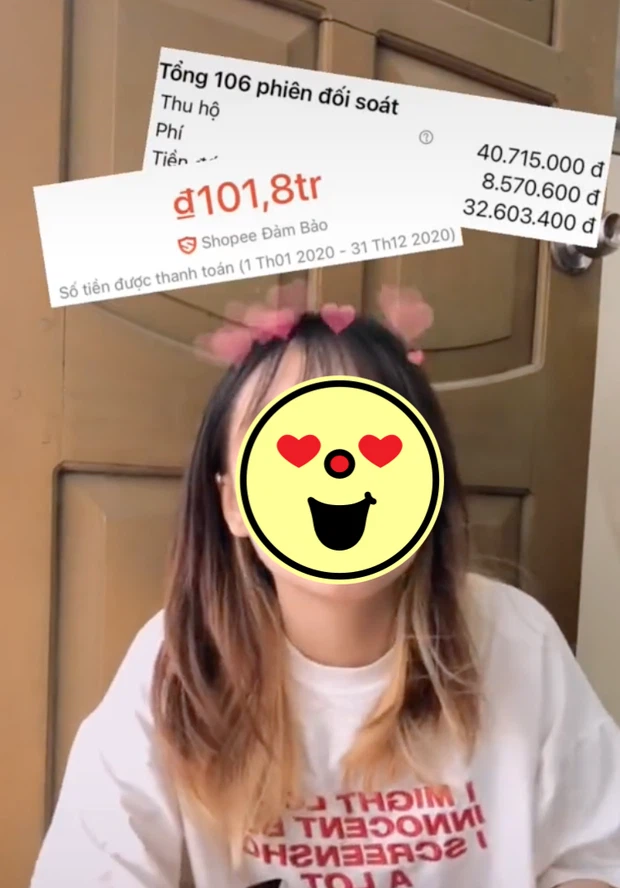 Tổng 106 phiên đối soát
Thu hộ
40.715.000 đ
Phí
8.570.600 đ
Tiền
32.603.400 đ
₫101,8tr
Shopee Đảm Bảo
Số tiền được thanh toán (1 Th01 2020 - 31 Th12 2020)
I MIGHT
INNOCENT
I SCREENSHO
A LOT